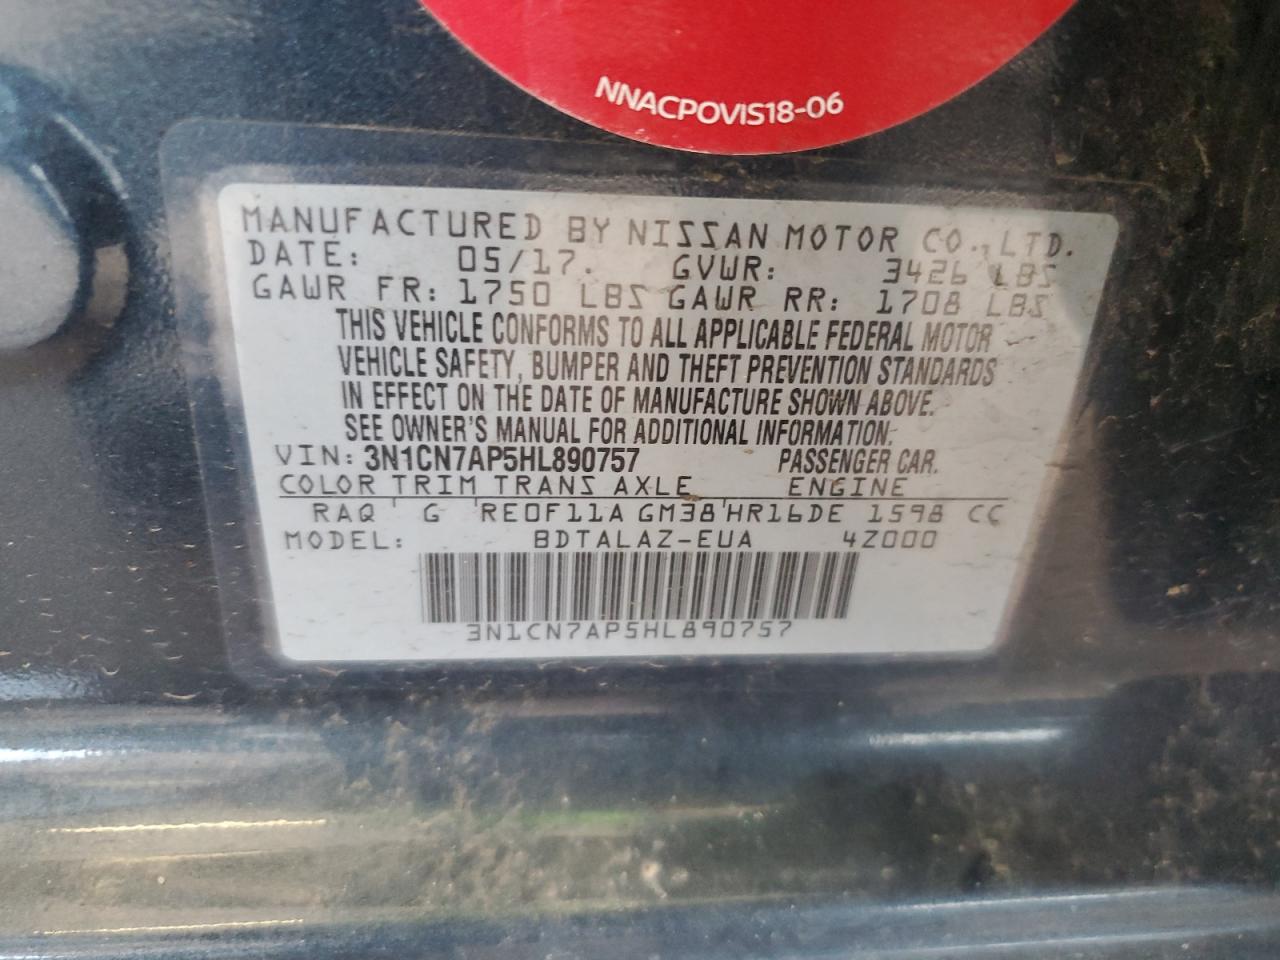 NNACPOVIS18-06
MANUFACTURED BY NISSAN MOTOR CO., LTD.
DATE: 05/17. GVWR: 3426 LBS
GAWR FR: 1750 LBS GAWR RR: 1708 LBS
THIS VEHICLE CONFORMS TO ALL APPLICABLE FEDERAL MOTOR
VEHICLE SAFETY, BUMPER AND THEFT PREVENTION STANDARDS
IN EFFECT ON THE DATE OF MANUFACTURE SHOWN ABOVE.
SEE OWNER'S MANUAL FOR ADDITIONAL INFORMATION.
VIN: 3N1CN7AP5HL890757 PASSENGER CAR.
COLOR TRIM TRANS AXLE ENGINE
RAQ ' G ' RE0F11A GM38 ' HR16DE 1598 CC
MODEL: BDTALAZ-EUA 4Z000
3N1CN7AP5HL890757